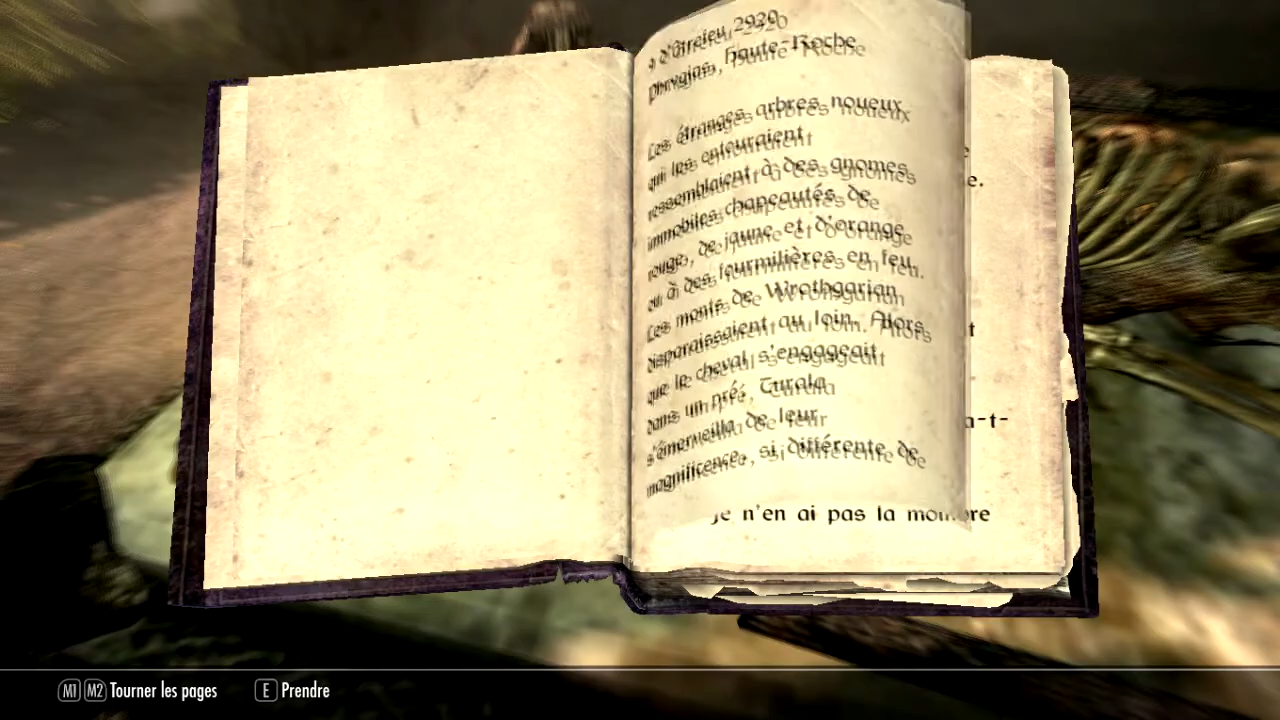 d'Âtrefeu 2920
Phrygias, Haute-Roche
Les étranges arbres noueux
qui les entouraient
ressemblaient à des gnomes
immobiles chapeautés de
rouge, de jaune et d'orange
ou à des fourmilières en feu.
Les monts de Wrothgarian
disparaissaient au loin. Alors
que le cheval s'engageait
dans un pré, Turala
s'émerveilla de leur
magnificence, si différente de
e.
t
a-t-
Je n'en ai pas la
M1 M2 Tourner les pages
E Prendre